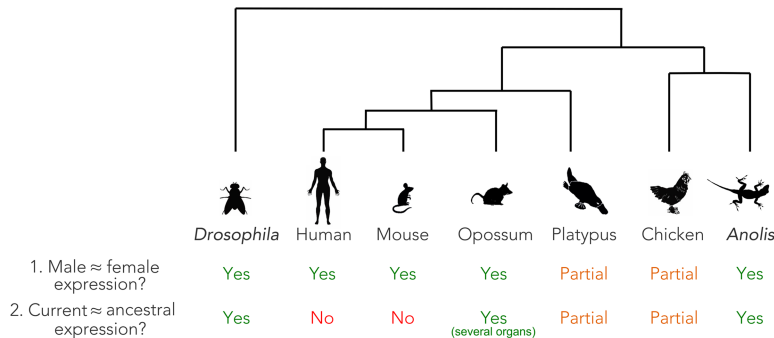 Drosophila Human Mouse Opossum Platypus Chicken Anolis
1. Male ≈ female
expression?
Yes Yes Yes Yes Partial Partial Yes
2. Current ≈ ancestral
expression?
Yes No No Yes Partial Partial Yes
(several organs)